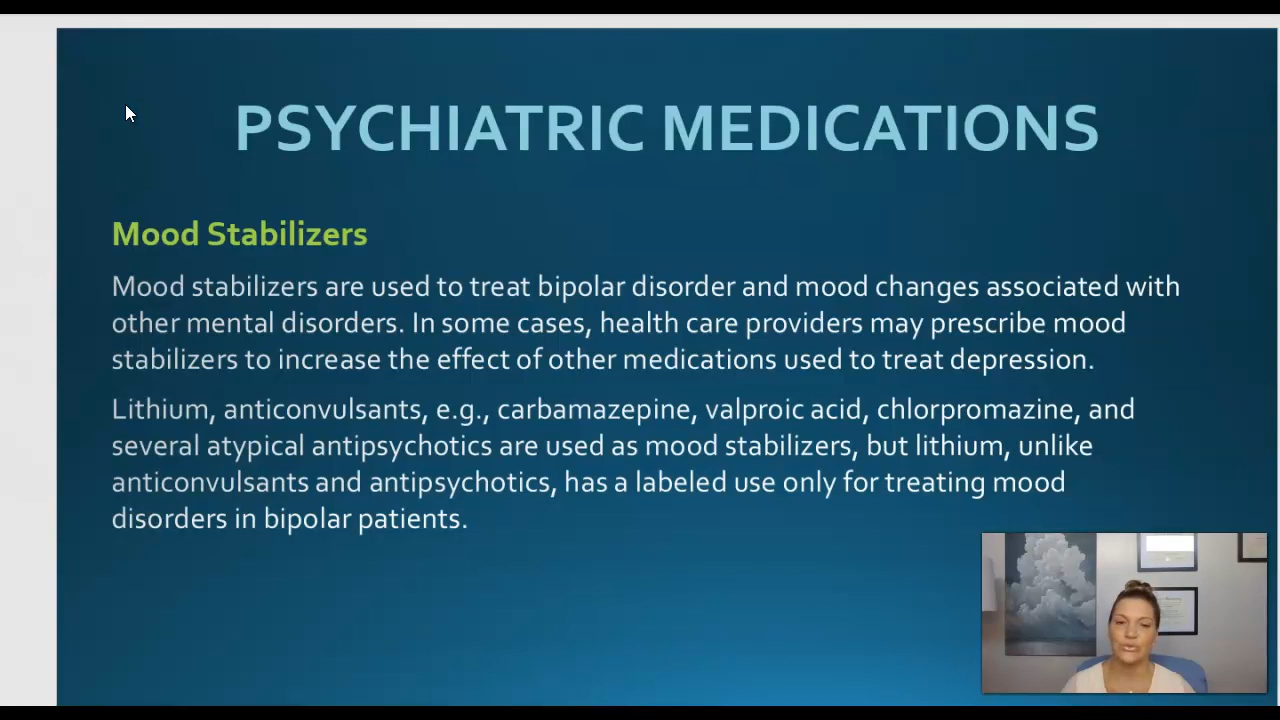 PSYCHIATRIC MEDICATIONS
Mood Stabilizers
Mood stabilizers are used to treat bipolar disorder and mood changes associated with
other mental disorders. In some cases, health care providers may prescribe mood
stabilizers to increase the effect of other medications used to treat depression.
Lithium, anticonvulsants, e.g., carbamazepine, valproic acid, chlorpromazine, and
several atypical antipsychotics are used as mood stabilizers, but lithium, unlike
anticonvulsants and antipsychotics, has a labeled use only for treating mood
disorders in bipolar patients.